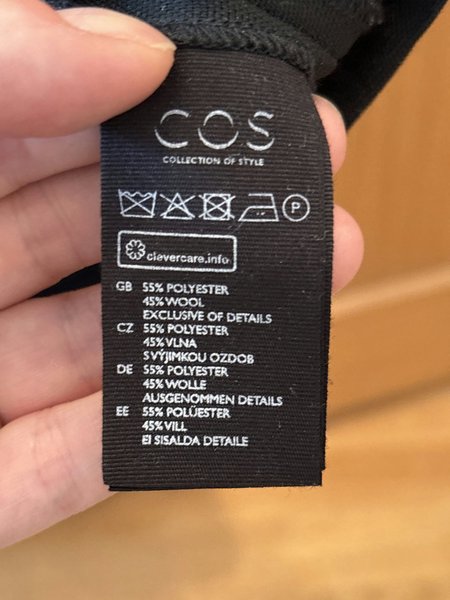 COS
COLLECTION OF STYLE
P
clevercare.info
GB 55% POLYESTER
45% WOOL
EXCLUSIVE OF DETAILS
CZ 55% POLYESTER
45% VLNA
S VÝJIMKOU OZDOB
DE 55% POLYESTER
45% WOLLE
AUSGENOMMEN DETAILS
EE 55% POLÜESTER
45% VILL
EI SISALDA DETAILE